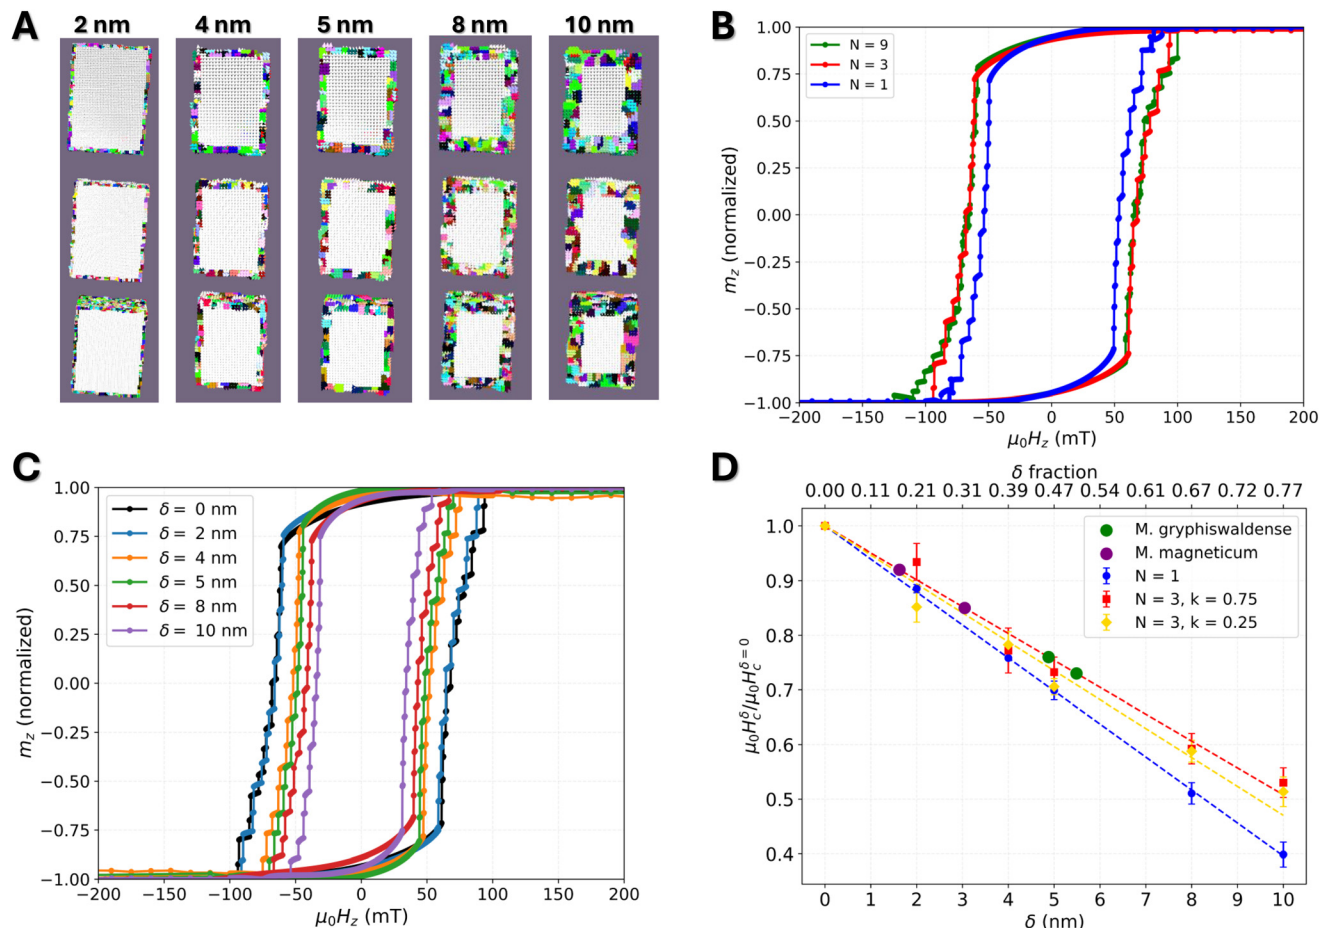 A
2 nm 4 nm 5 nm 8 nm 10 nm
B
1.00
0.75
0.50
0.25
0.00
−0.25
−0.50
−0.75
−1.00
m_z (normalized)
N = 9
N = 3
N = 1
−200 −150 −100 −50 0 50 100 150 200
μ₀H_z (mT)
C
1.00
0.75
0.50
0.25
0.00
−0.25
−0.50
−0.75
−1.00
m_z (normalized)
δ = 0 nm
δ = 2 nm
δ = 4 nm
δ = 5 nm
δ = 8 nm
δ = 10 nm
−200 −150 −100 −50 0 50 100 150 200
μ₀H_z (mT)
D
δ fraction
0.00 0.11 0.21 0.31 0.39 0.47 0.54 0.61 0.67 0.72 0.77
1.0
0.9
0.8
0.7
0.6
0.5
0.4
μ₀H_c^δ/μ₀H_c^{δ=0}
M. gryphiswaldense
M. magneticum
N = 1
N = 3, k = 0.75
N = 3, k = 0.25
0 1 2 3 4 5 6 7 8 9 10
δ (nm)